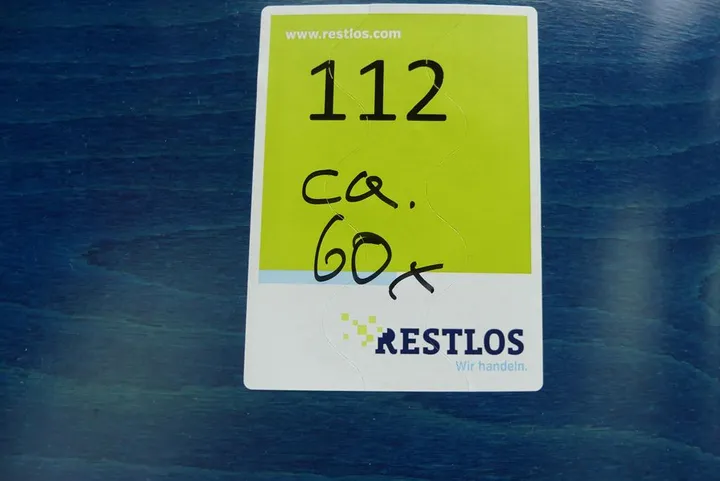 www.restlos.com
112
ca.
60x
RESTLOS
Wir handeln.